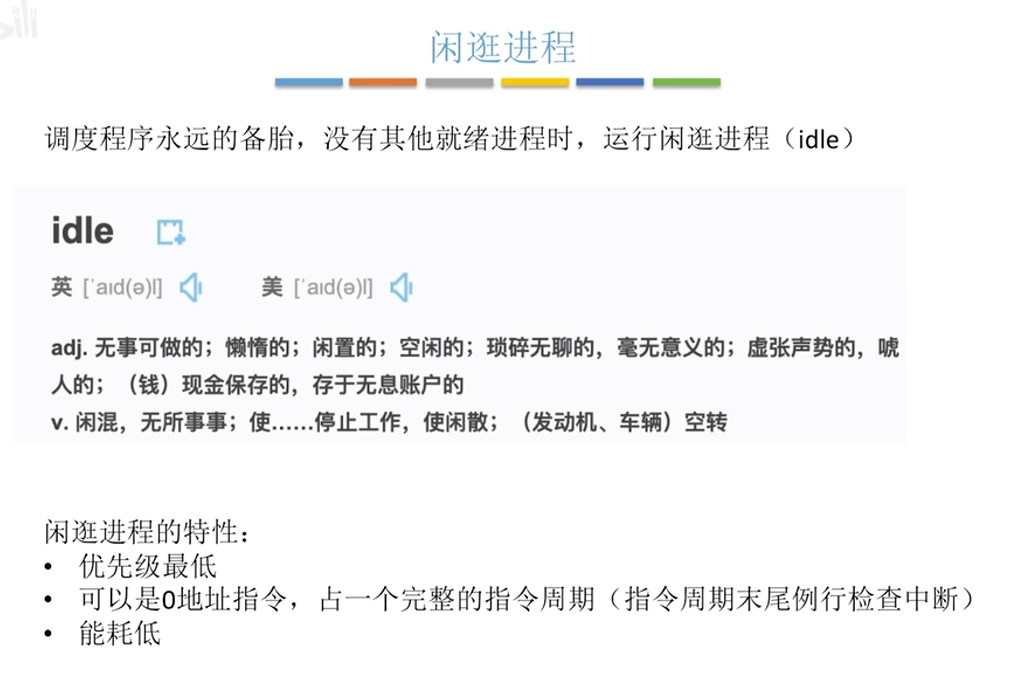 闲逛进程
调度程序永远的备胎，没有其他就绪进程时，运行闲逛进程（idle）
idle
英 [ˈaɪd(ə)l] 美 [ˈaɪd(ə)l]
adj. 无事可做的；懒惰的；闲置的；空闲的；琐碎无聊的，毫无意义的；虚张声势的，唬
人的；（钱）现金保存的，存于无息账户的
v. 闲混，无所事事；使……停止工作，使闲散；（发动机、车辆）空转
闲逛进程的特性：
• 优先级最低
• 可以是0地址指令，占一个完整的指令周期（指令周期末尾例行检查中断）
• 能耗低